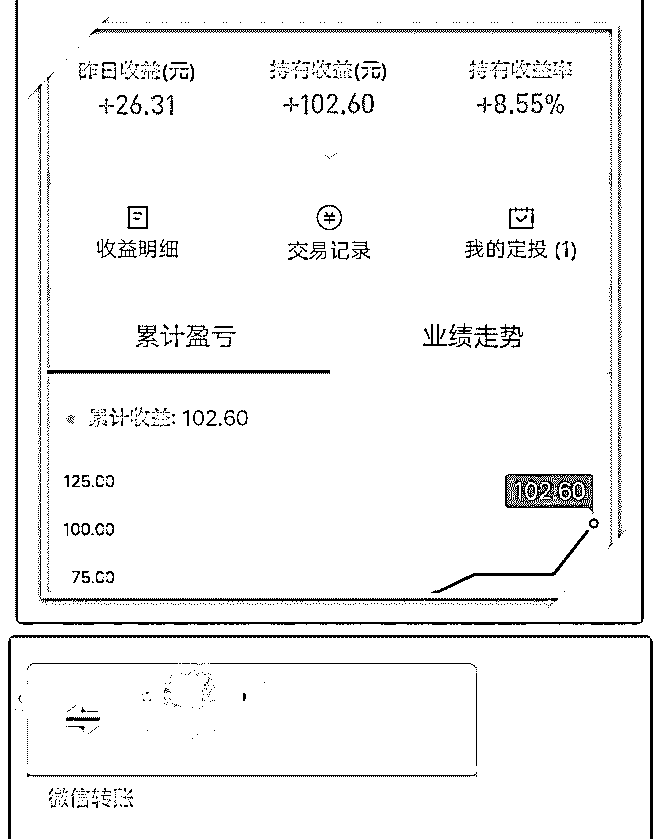 昨日收益(元) 持有收益(元) 持有收益率
+26.31 +102.60 +8.55%
收益明细 交易记录 我的定投 (1)
累计盈亏 业绩走势
累计收益: 102.60
125.00
102.60
100.00
75.00
微信转账